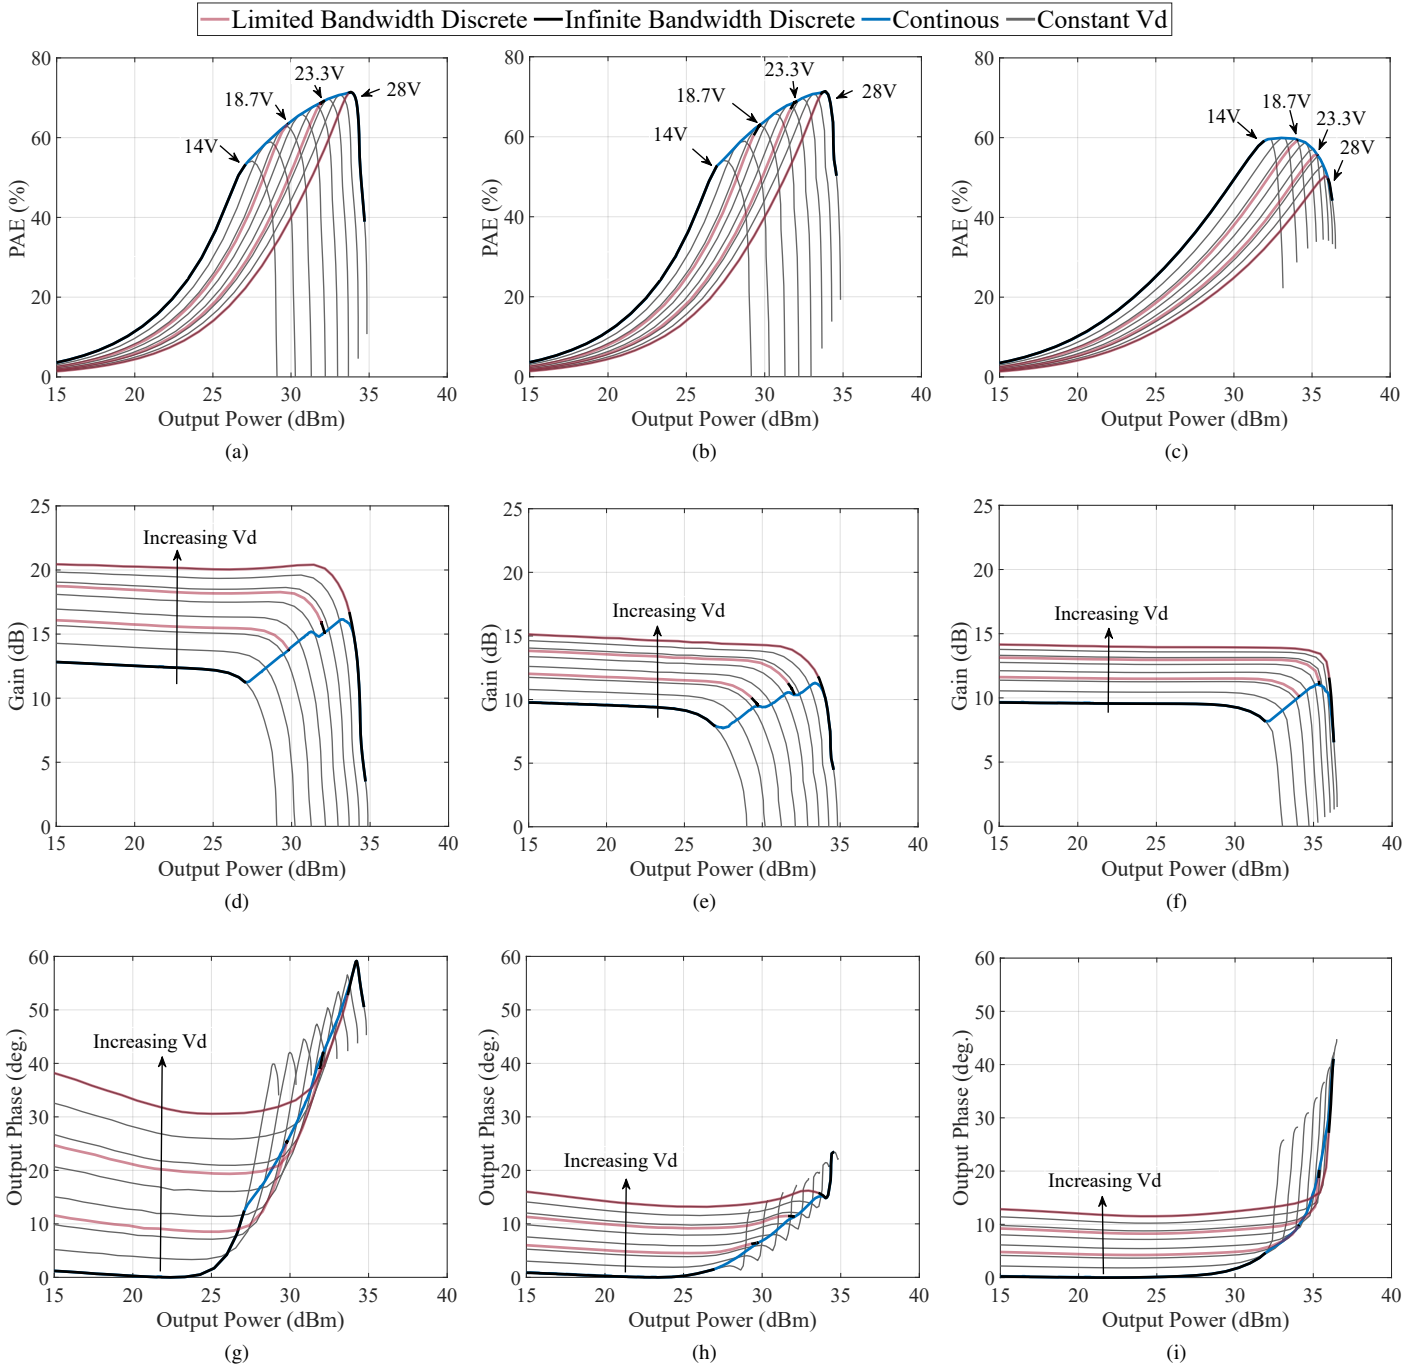 Limited Bandwidth Discrete Infinite Bandwidth Discrete Continous Constant Vd
80
60
40
20
0
PAE (%)
14V
18.7V
23.3V
28V
15 20 25 30 35 40
Output Power (dBm)
(a)
80
60
40
20
0
PAE (%)
14V
18.7V
23.3V
28V
15 20 25 30 35 40
Output Power (dBm)
(b)
80
60
40
20
0
PAE (%)
14V
18.7V
23.3V
28V
15 20 25 30 35 40
Output Power (dBm)
(c)
25
20
15
10
5
0
Gain (dB)
Increasing Vd
15 20 25 30 35 40
Output Power (dBm)
(d)
25
20
15
10
5
0
Gain (dB)
Increasing Vd
15 20 25 30 35 40
Output Power (dBm)
(e)
25
20
15
10
5
0
Gain (dB)
Increasing Vd
15 20 25 30 35 40
Output Power (dBm)
(f)
60
50
40
30
20
10
0
Output Phase (deg.)
Increasing Vd
15 20 25 30 35 40
Output Power (dBm)
(g)
60
50
40
30
20
10
0
Output Phase (deg.)
Increasing Vd
15 20 25 30 35 40
Output Power (dBm)
(h)
60
50
40
30
20
10
0
Output Phase (deg.)
Increasing Vd
15 20 25 30 35 40
Output Power (dBm)
(i)